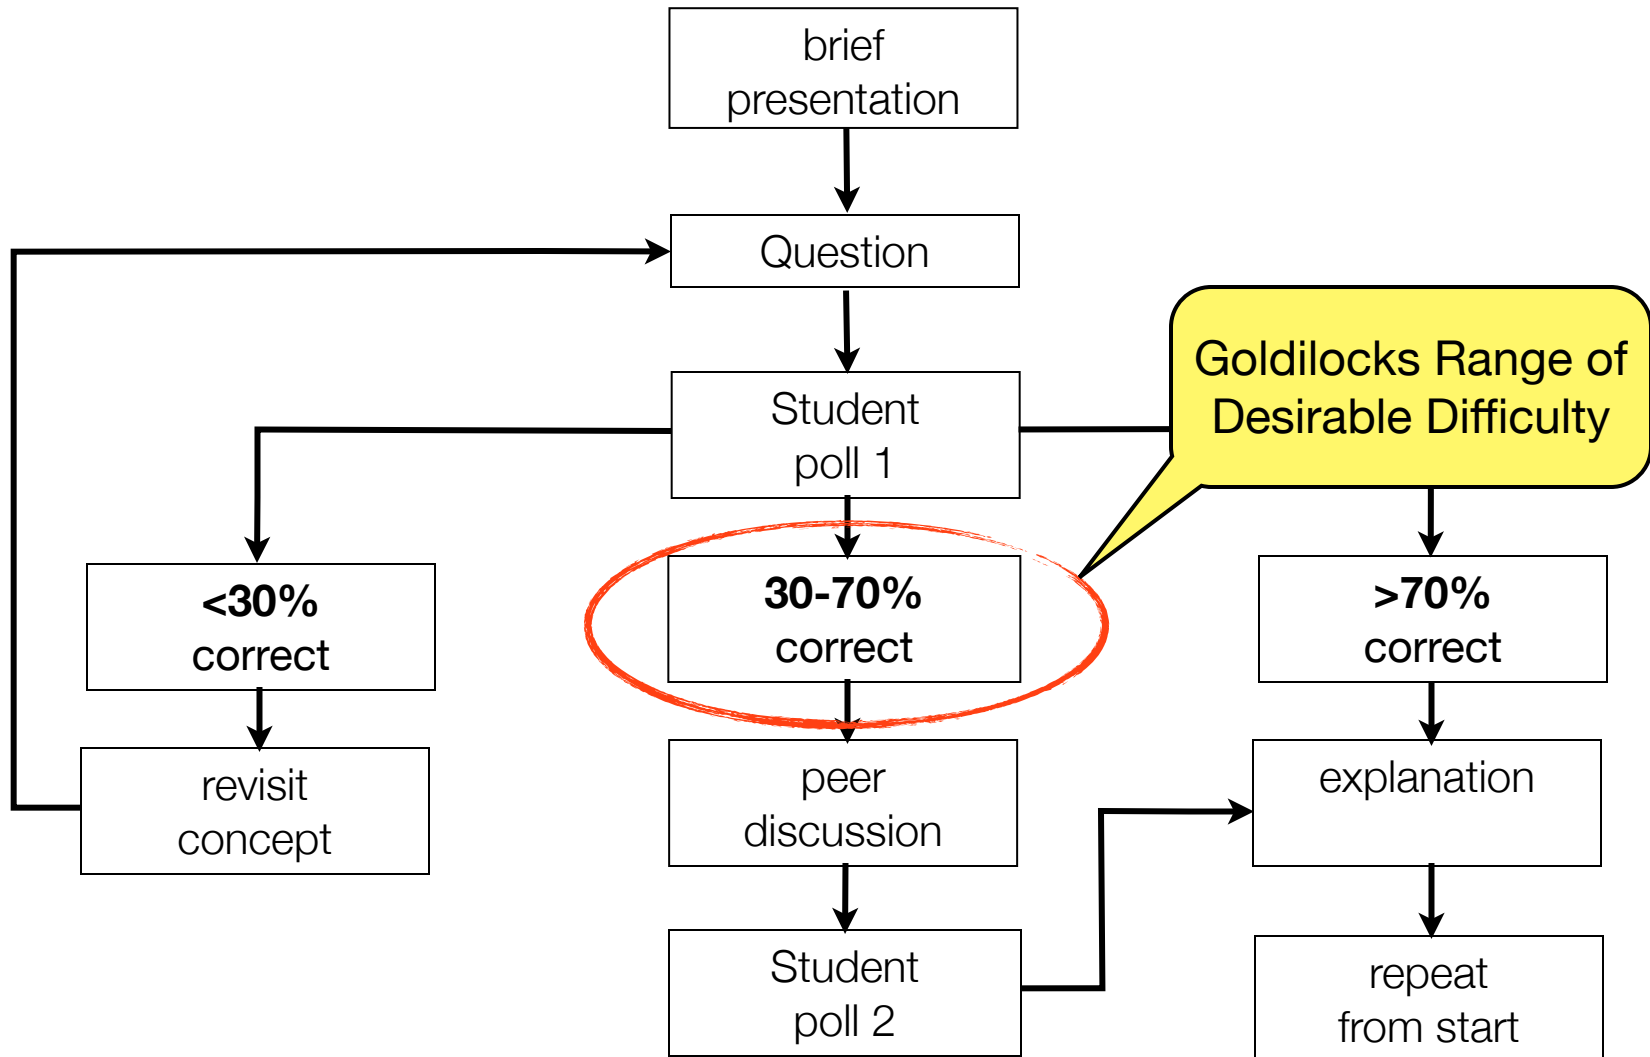 brief
presentation
Question
Goldilocks Range of
Desirable Difficulty
Student
poll 1
<30%
correct
30-70%
correct
>70%
correct
revisit
concept
peer
discussion
explanation
Student
poll 2
repeat
from start